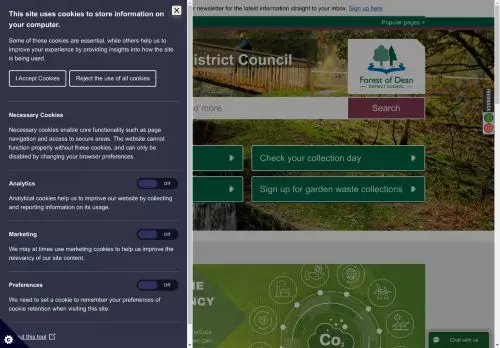 This site uses cookies to store information on
your computer.
Some of these cookies are essential, while others help us to
improve your experience by providing insights into how the site
is being used.
I Accept Cookies
Reject the use of all cookies
Necessary Cookies
Necessary cookies enable core functionality such as page
navigation and access to secure areas. The website cannot
function properly without these cookies, and can only be
disabled by changing your browser preferences.
Analytics
Off
Analytical cookies help us to improve our website by collecting
and reporting information on its usage.
Marketing
Off
We may at times use marketing cookies to help us improve the
relevancy of our site content.
Preferences
Off
We need to set a cookie to remember your preferences of
cookie retention when visiting this site.
this tool
newsletter for the latest information straight to your inbox. Sign up here
Popular pages >
istrict Council
Forest of Dean
DISTRICT COUNCIL
more.
Search
Check your collection day
Sign up for garden waste collections
Chat with us